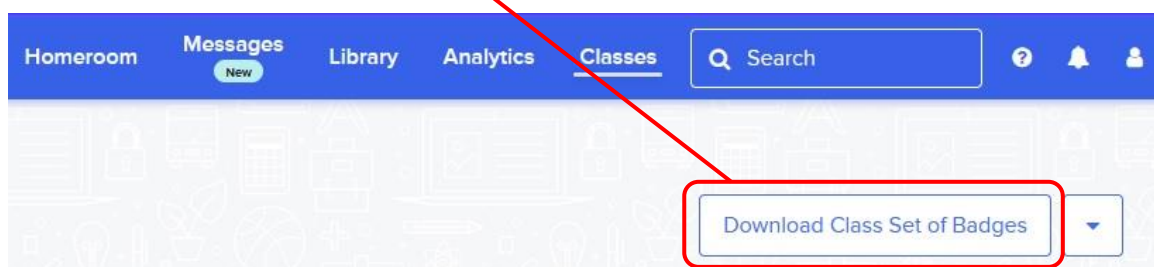 Homeroom Messages Library Analytics Classes Search
New
Download Class Set of Badges